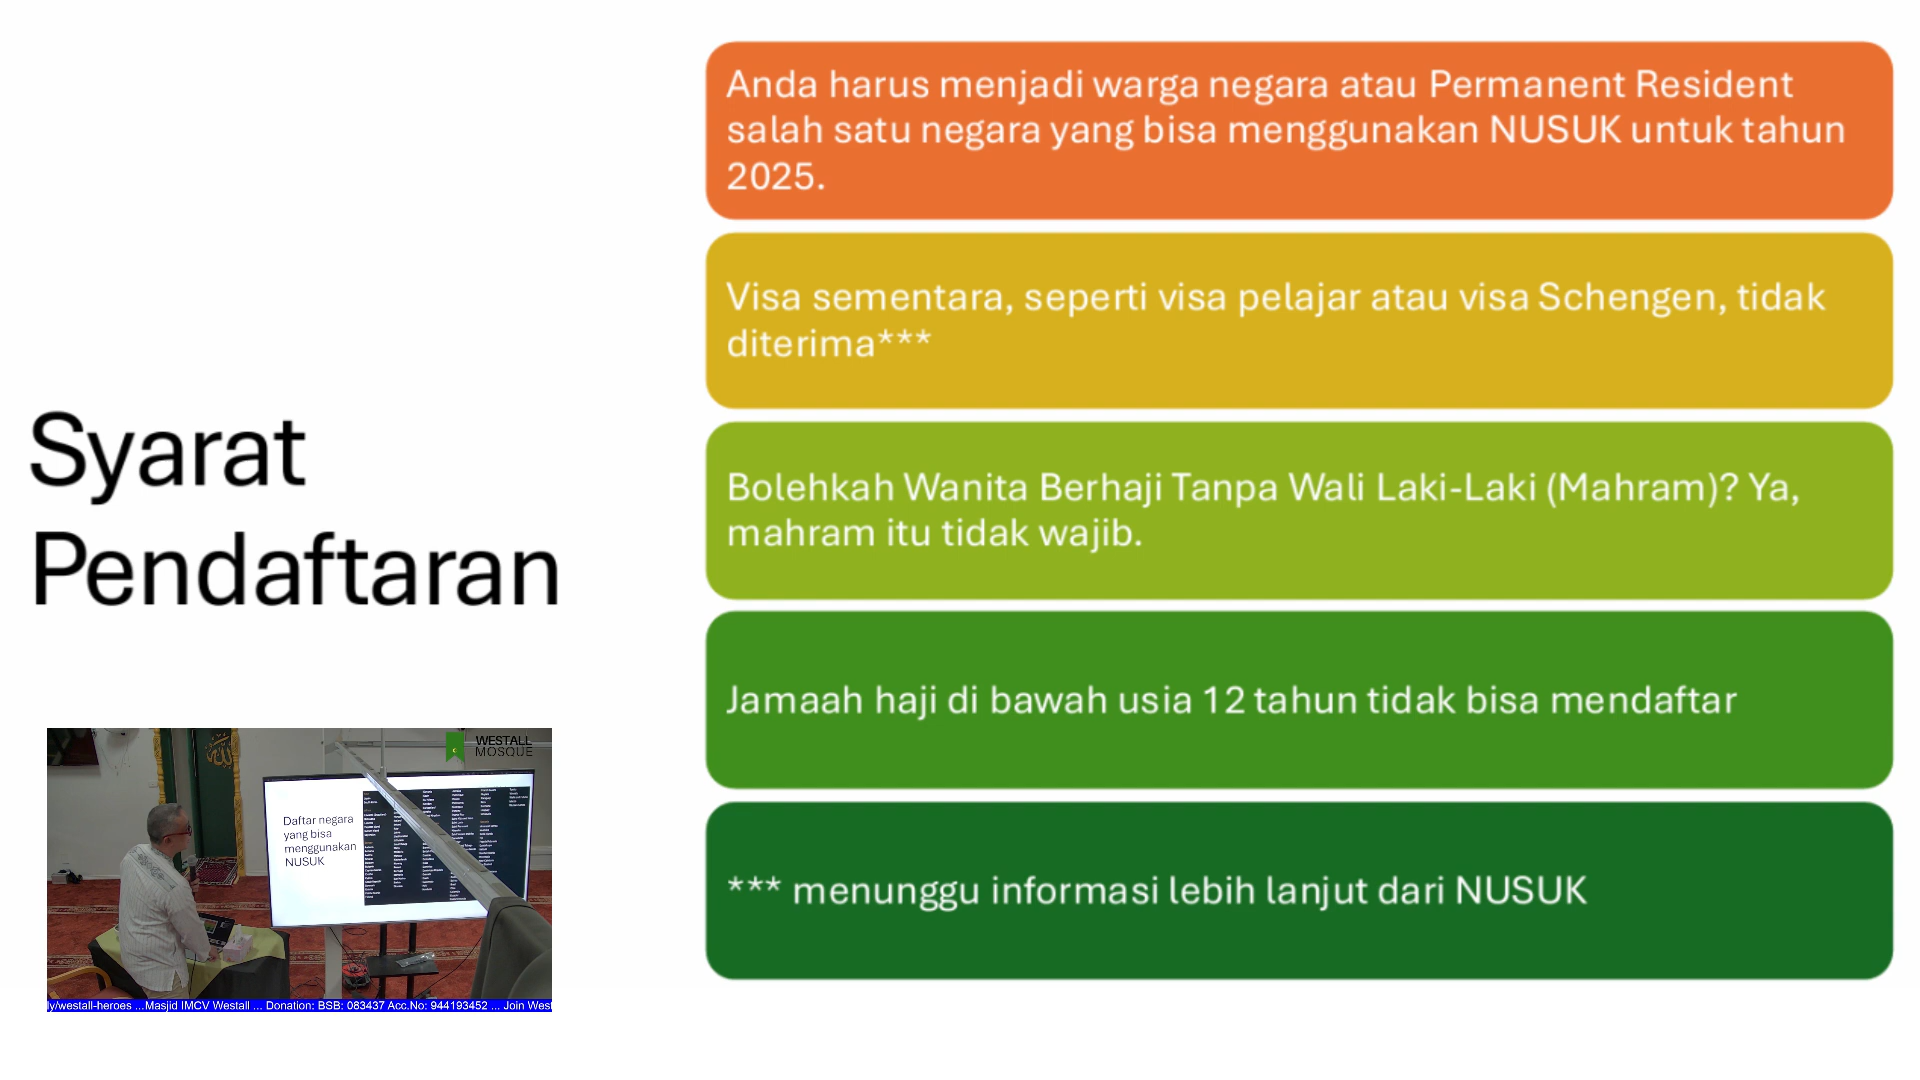 Syarat
Pendaftaran
Anda harus menjadi warga negara atau Permanent Resident
salah satu negara yang bisa menggunakan NUSUK untuk tahun
2025.
Visa sementara, seperti visa pelajar atau visa Schengen, tidak
diterima***
Bolehkah Wanita Berhaji Tanpa Wali Laki-Laki (Mahram)? Ya,
mahram itu tidak wajib.
Jamaah haji di bawah usia 12 tahun tidak bisa mendaftar
*** menunggu informasi lebih lanjut dari NUSUK
WESTALL
MOSQUE
Daftar negara
yang bisa
menggunakan
NUSUK
ly/westall-heroes ...Masjid IMCV Westall ... Donation: BSB: 083437 Acc.No: 944193452 ... Join West